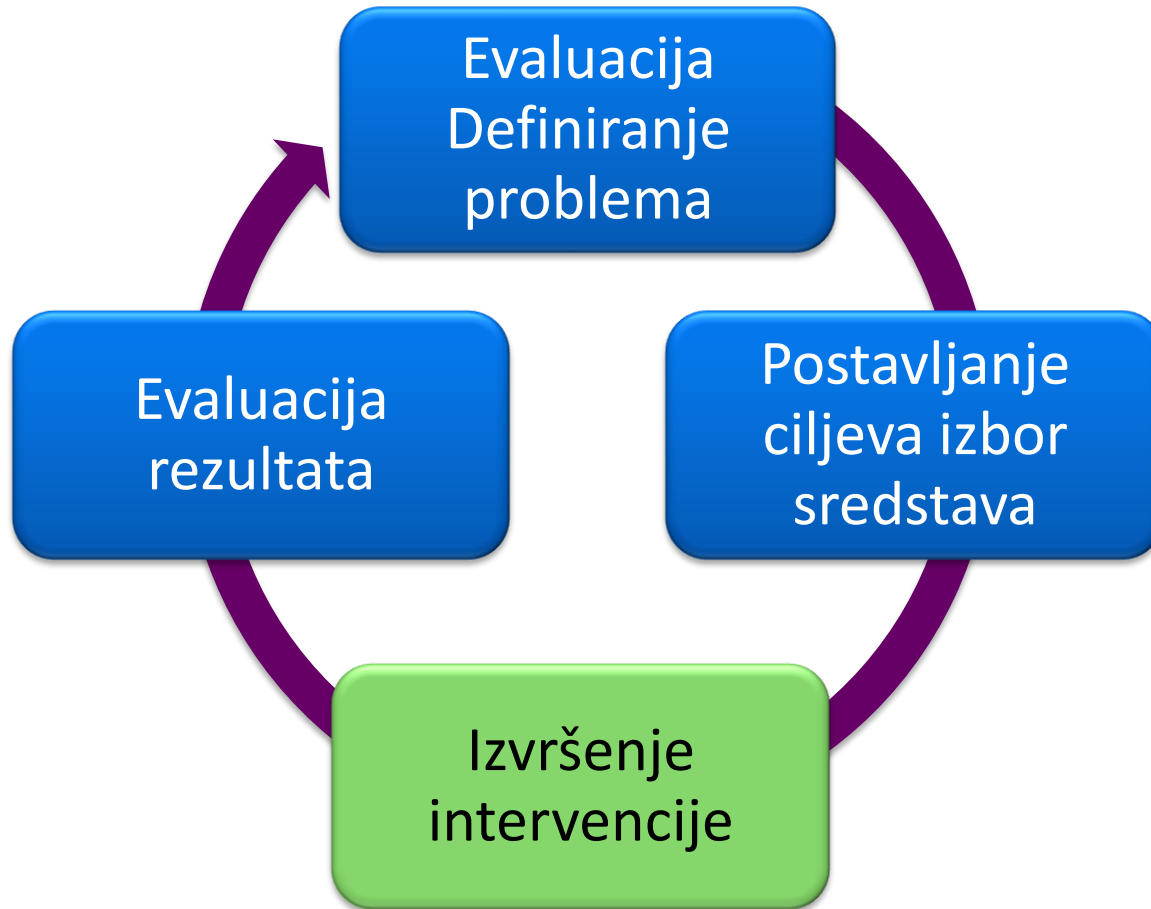 Evaluacija
Definiranje
problema
Postavljanje
ciljeva izbor
sredstava
Izvršenje
intervencije
Evaluacija
rezultata